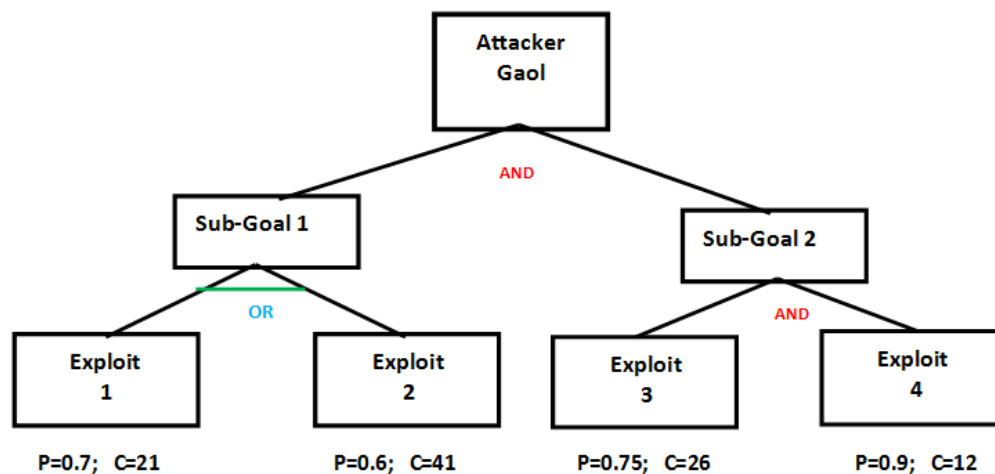 Attacker
Gaol
AND
Sub-Goal 1
Sub-Goal 2
OR
AND
Exploit
1
Exploit
2
Exploit
3
Exploit
4
P=0.7; C=21
P=0.6; C=41
P=0.75; C=26
P=0.9; C=12